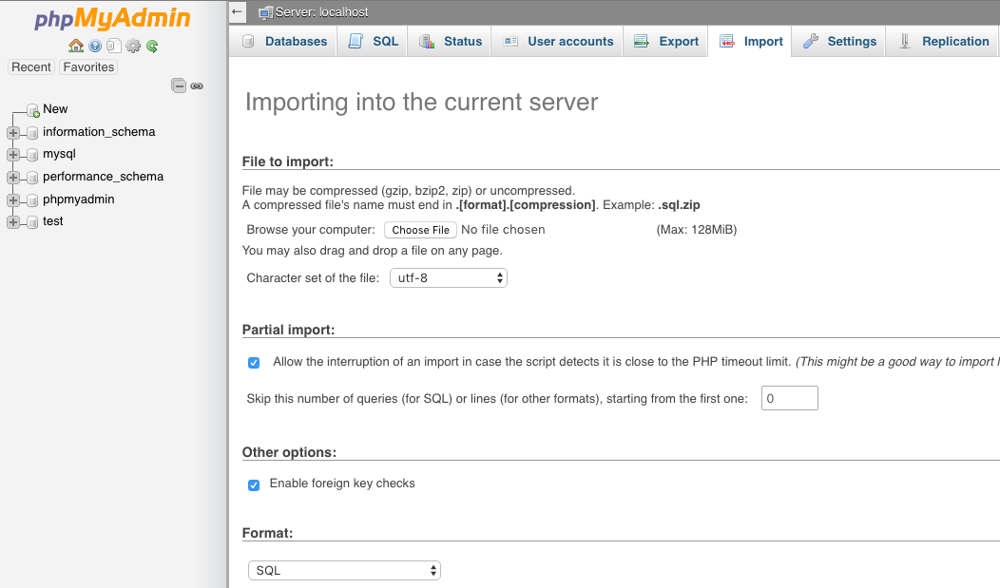 phpMyAdmin
Recent Favorites
New
information_schema
mysql
performance_schema
phpmyadmin
test
Server: localhost
Databases SQL Status User accounts Export Import Settings Replication
Importing into the current server
File to import:
File may be compressed (gzip, bzip2, zip) or uncompressed.
A compressed file's name must end in .[format].[compression]. Example: .sql.zip
Browse your computer: Choose File No file chosen (Max: 128MiB)
You may also drag and drop a file on any page.
Character set of the file: utf-8
Partial import:
Allow the interruption of an import in case the script detects it is close to the PHP timeout limit. (This might be a good way to import
Skip this number of queries (for SQL) or lines (for other formats), starting from the first one: 0
Other options:
Enable foreign key checks
Format:
SQL